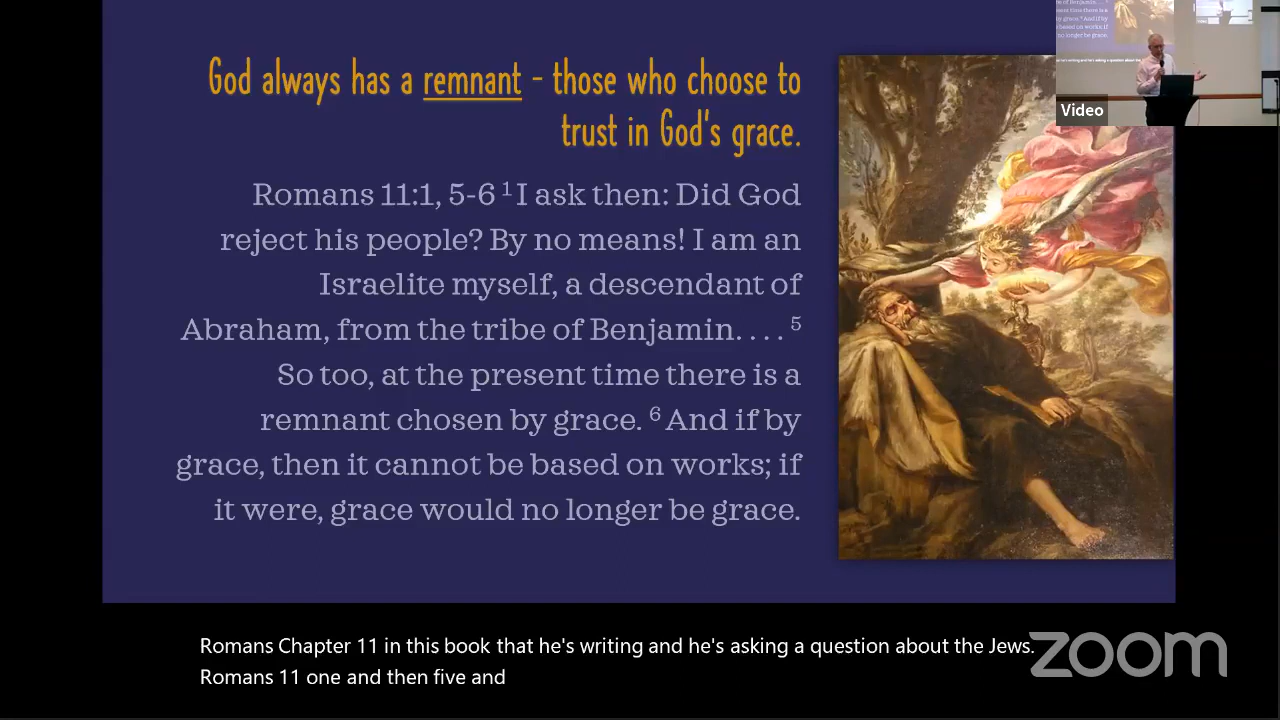 God always has a remnant - those who choose to
trust in God's grace.
Romans 11:1, 5-6 ¹ I ask then: Did God
reject his people? By no means! I am an
Israelite myself, a descendant of
Abraham, from the tribe of Benjamin. . . . ⁵
So too, at the present time there is a
remnant chosen by grace. ⁶ And if by
grace, then it cannot be based on works; if
it were, grace would no longer be grace.
Video
Romans Chapter 11 in this book that he's writing and he's asking a question about the Jews.
Romans 11 one and then five and
zoom